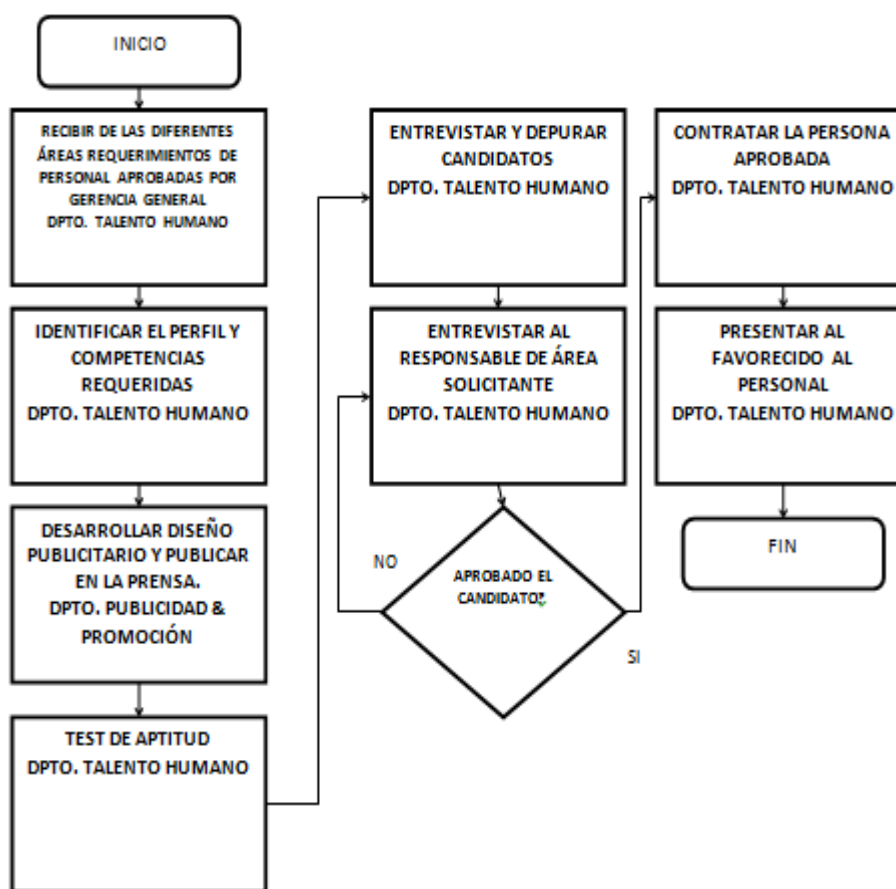 INICIO
RECIBIR DE LAS DIFERENTES
ÁREAS REQUERIMIENTOS DE
PERSONAL APROBADAS POR
GERENCIA GENERAL
DPTO. TALENTO HUMANO
IDENTIFICAR EL PERFIL Y
COMPETENCIAS
REQUERIDAS
DPTO. TALENTO HUMANO
DESARROLLAR DISEÑO
PUBLICITARIO Y PUBLICAR
EN LA PRENSA.
DPTO. PUBLICIDAD &
PROMOCIÓN
TEST DE APTITUD
DPTO. TALENTO HUMANO
ENTREVISTAR Y DEPURAR
CANDIDATOS
DPTO. TALENTO HUMANO
ENTREVISTAR AL
RESPONSABLE DE ÁREA
SOLICITANTE
DPTO. TALENTO HUMANO
NO
APROBADO EL
CANDIDATO?
SI
CONTRATAR LA PERSONA
APROBADA
DPTO. TALENTO HUMANO
PRESENTAR AL
FAVORECIDO AL
PERSONAL
DPTO. TALENTO HUMANO
FIN